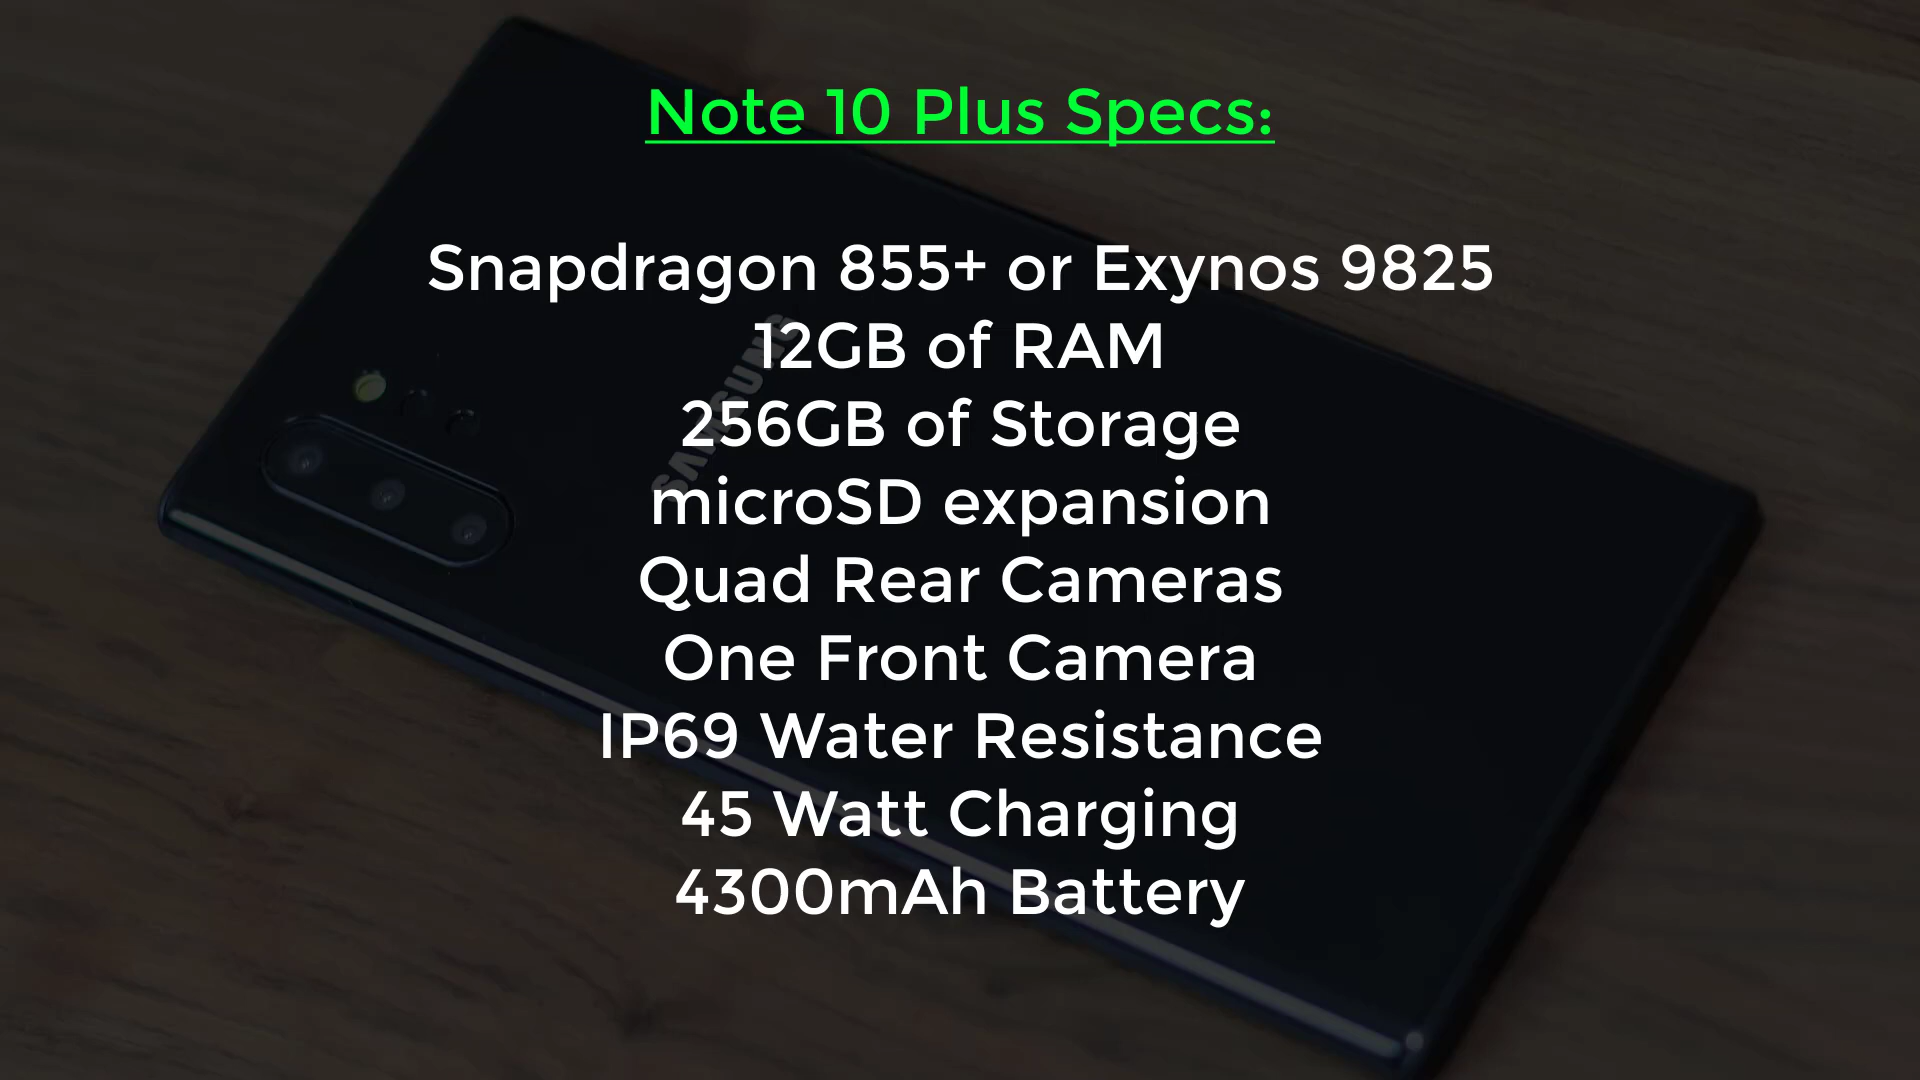 Note 10 Plus Specs:
Snapdragon 855+ or Exynos 9825
12GB of RAM
SAMSUNG
256GB of Storage
microSD expansion
Quad Rear Cameras
One Front Camera
IP69 Water Resistance
45 Watt Charging
4300mAh Battery